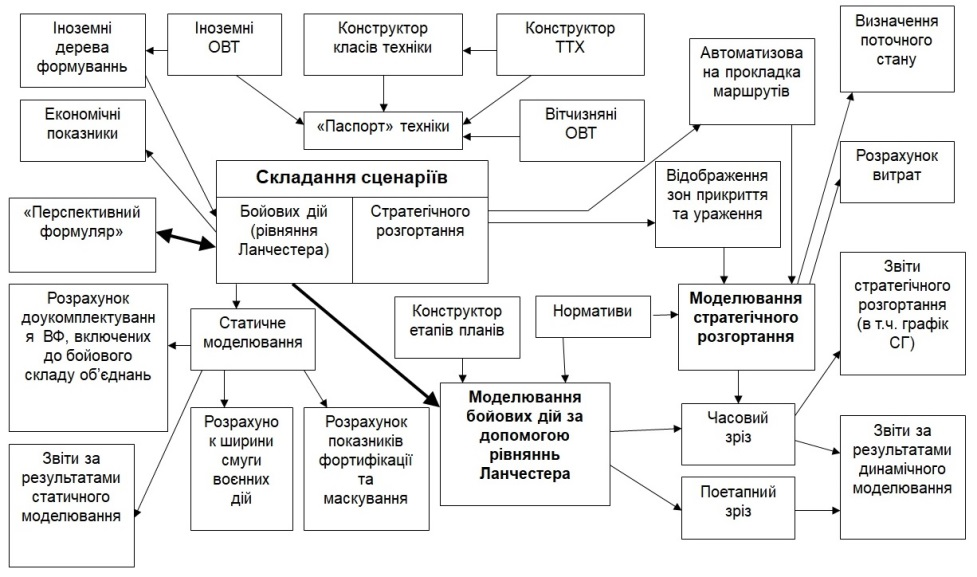 Іноземні
дерева
формуваннь
Іноземні
ОВТ
Конструктор
класів техніки
Конструктор
ТТХ
Автоматизова
на прокладка
маршрутів
Визначення
поточного
стану
Економічні
показники
«Паспорт» техніки
Вітчизняні
ОВТ
Розрахунок
витрат
Складання сценаріїв
Бойових дій
(рівняння
Ланчестера)
Стратегічного
розгортання
Відображення
зон прикриття
та ураження
«Перспективний
формуляр»
Звіти
стратегічного
розгортання
(в т.ч. графік
СГ)
Розрахунок
доукомплектуванн
я ВФ, включених
до бойового
складу об’єднань
Статичне
моделювання
Конструктор
етапів планів
Нормативи
Моделювання
стратегічного
розгортання
Моделювання
бойових дій за
допомогою
рівняннь
Ланчестера
Розрахуно
к ширини
смуги
воєнних
дій
Розрахунок
показників
фортифікації
та
маскування
Часовий
зріз
Звіти за
результатами
динамічного
моделювання
Звіти за
результатами
статичного
моделювання
Поетапний
зріз